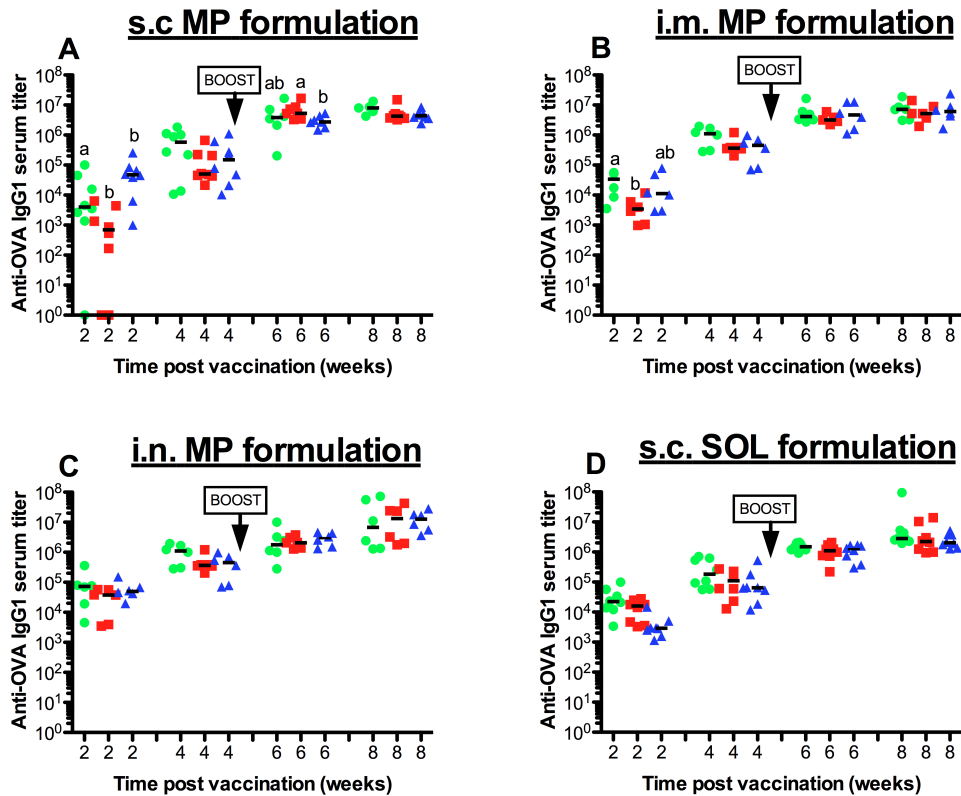 s.c MP formulation
A
BOOST
Anti-OVA IgG1 serum titer
10^8
10^7
10^6
10^5
10^4
10^3
10^2
10^1
10^0
a
b
b
ab
a
b
2 2 2 4 4 4 6 6 6 8 8 8
Time post vaccination (weeks)
i.m. MP formulation
B
BOOST
Anti-OVA IgG1 serum titer
10^8
10^7
10^6
10^5
10^4
10^3
10^2
10^1
10^0
a
b
ab
2 2 2 4 4 4 6 6 6 8 8 8
Time post vaccination (weeks)
i.n. MP formulation
C
BOOST
Anti-OVA IgG1 serum titer
10^8
10^7
10^6
10^5
10^4
10^3
10^2
10^1
10^0
2 2 2 4 4 4 6 6 6 8 8 8
Time post vaccination (weeks)
s.c. SOL formulation
D
BOOST
Anti-OVA IgG1 serum titer
10^8
10^7
10^6
10^5
10^4
10^3
10^2
10^1
10^0
2 2 2 4 4 4 6 6 6 8 8 8
Time post vaccination (weeks)